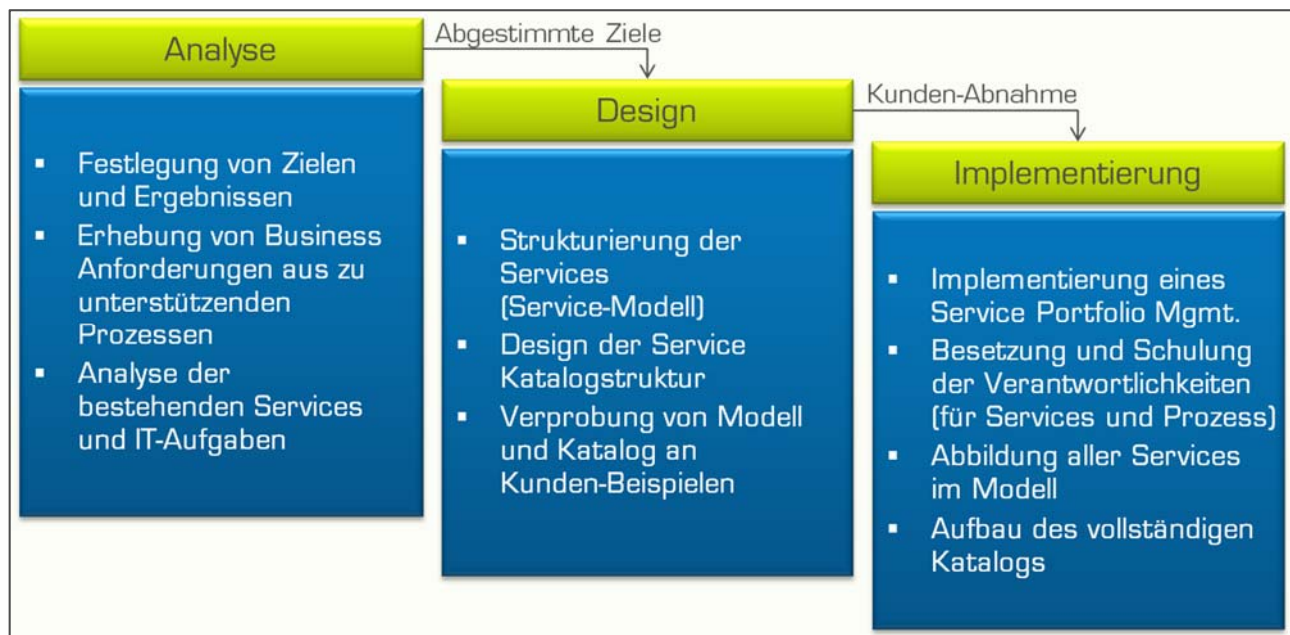 Analyse
Abgestimmte Ziele
▪ Festlegung von Zielen
und Ergebnissen
▪ Erhebung von Business
Anforderungen aus zu
unterstützenden
Prozessen
▪ Analyse der
bestehenden Services
und IT-Aufgaben
Design
Kunden-Abnahme
▪ Strukturierung der
Services
(Service-Modell)
▪ Design der Service
Katalogstruktur
▪ Verprobung von Modell
und Katalog an
Kunden-Beispielen
Implementierung
▪ Implementierung eines
Service Portfolio Mgmt.
▪ Besetzung und Schulung
der Verantwortlichkeiten
(für Services und Prozess)
▪ Abbildung aller Services
im Modell
▪ Aufbau des vollständigen
Katalogs